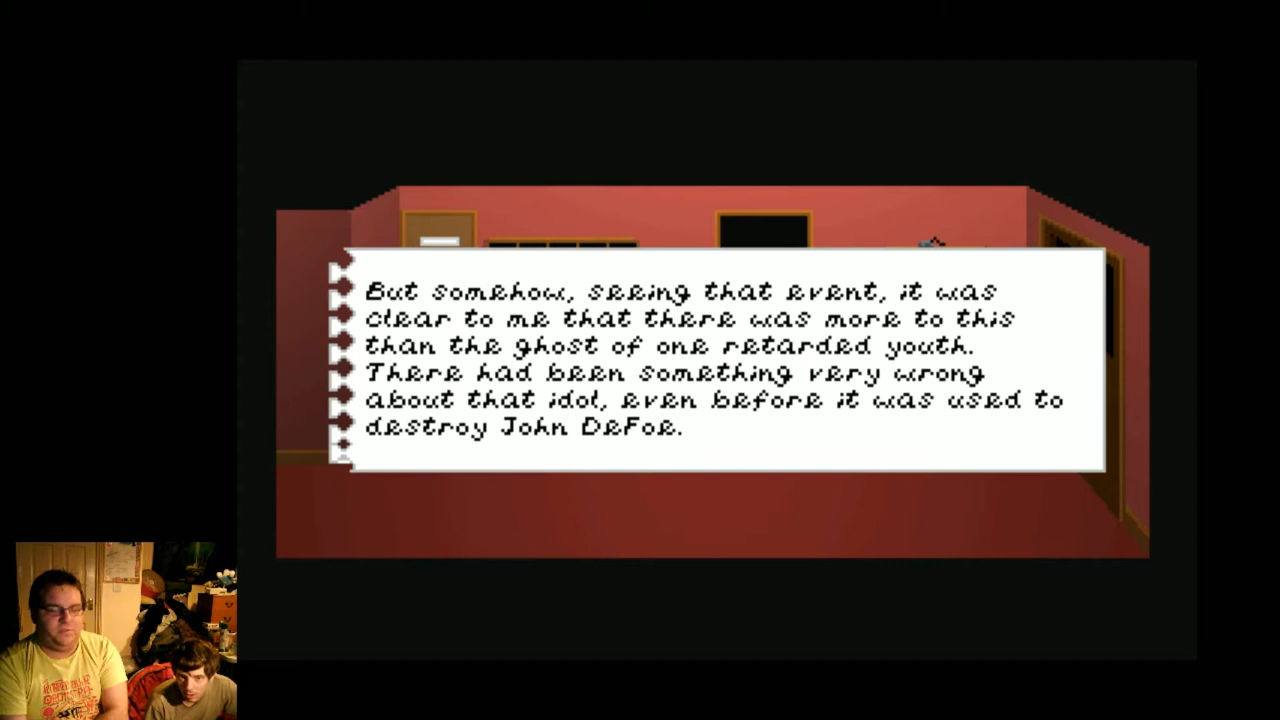 But somehow, seeing that event, it was
clear to me that there was more to this
than the ghost of one retarded youth.
There had been something very wrong
about that idol, even before it was used to
destroy John DeFoe.